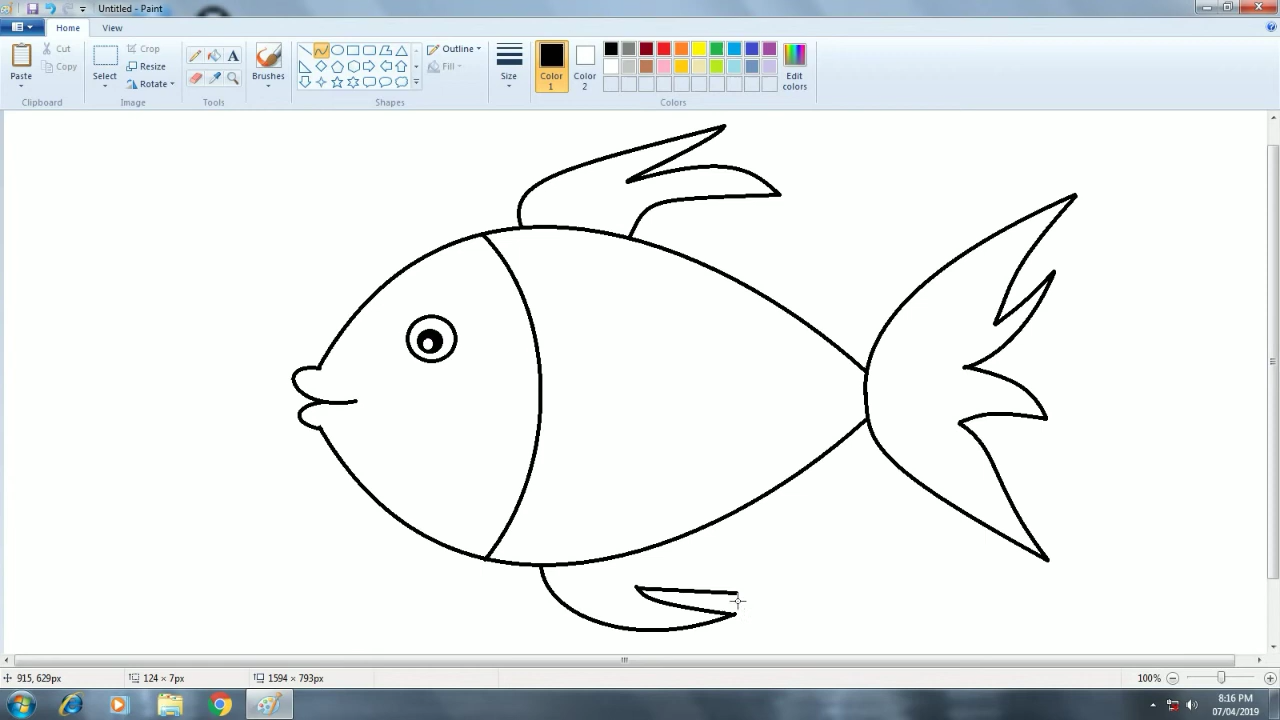 Untitled - Paint
Home View
Paste
Cut
Copy
Clipboard
Select
Crop
Resize
Rotate
Image
A
Tools
Brushes
Outline
Fill
Shapes
Size
Color
1
Color
2
Edit
colors
Colors
915, 629px
124 × 7px
1594 × 793px
100%
8:16 PM
07/04/2019